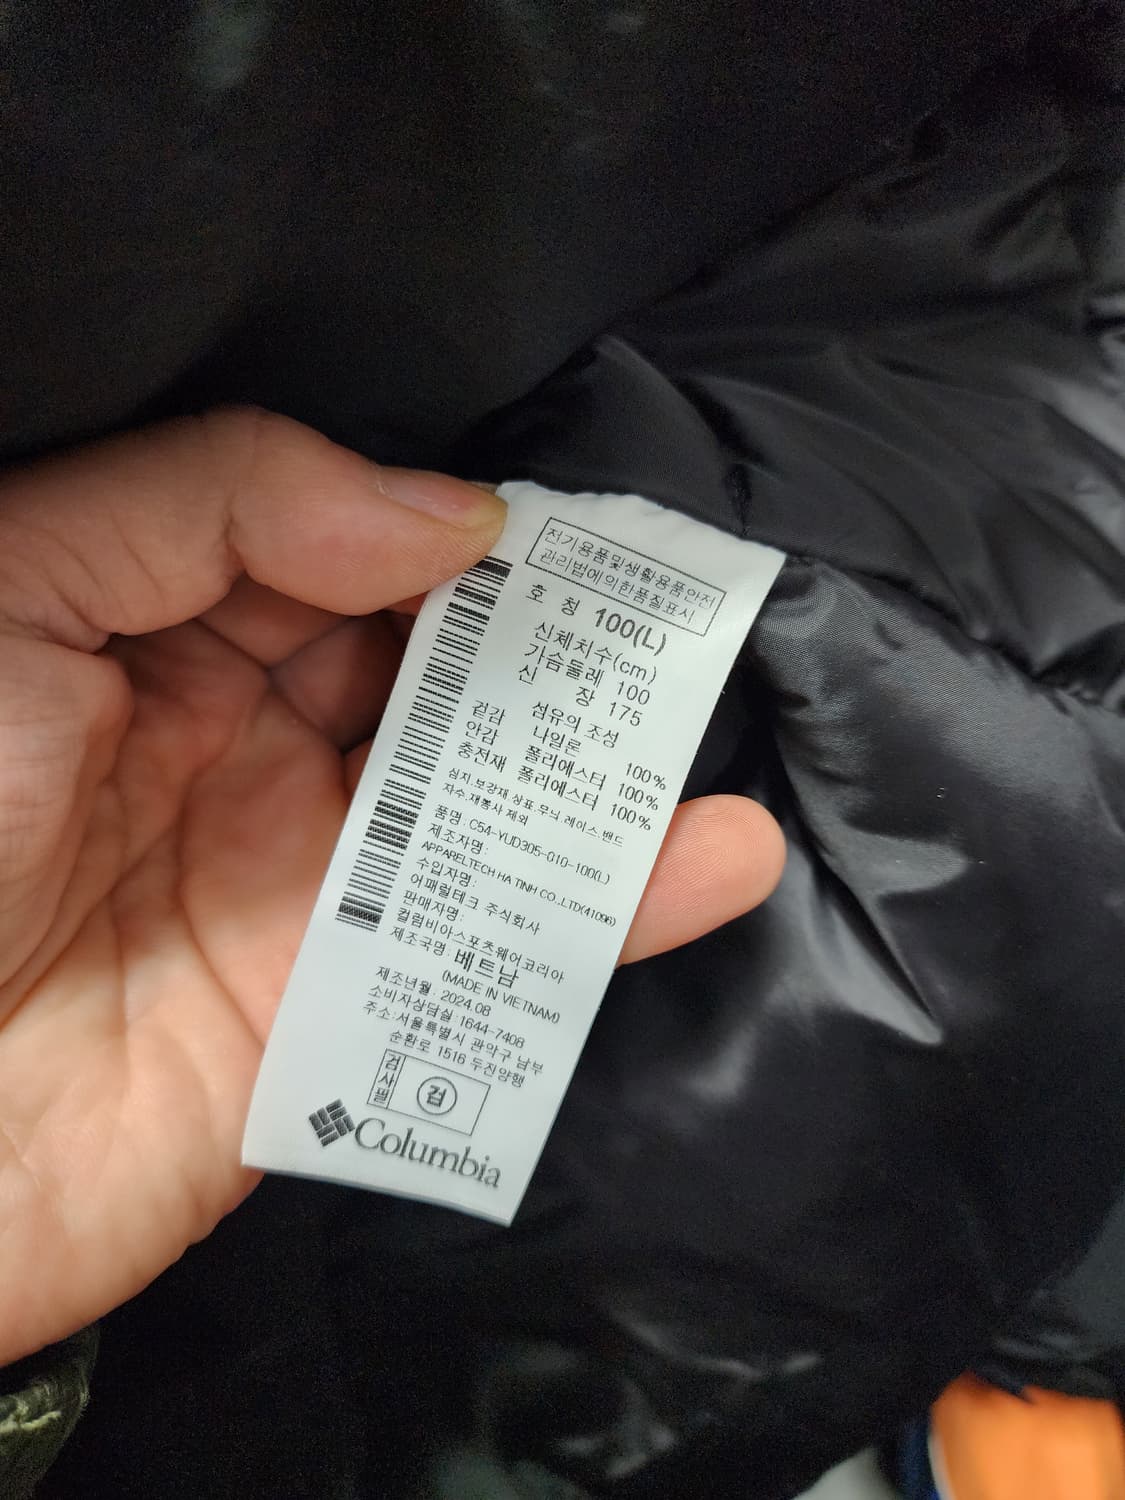 전기용품및생활용품안전
관리법에의한품질표시
호 칭 100(L)
신체치수(cm)
가슴둘레 100
신 장 175
섬유의 조성
겉감 나일론 100%
안감 폴리에스터 100%
충전재 폴리에스터 100%
심지.보강재.상표.무늬.레이스.밴드
자수.재봉사 제외
품명: C54-YUD305-010-100(L)
제조자명:
APPARELTECH HA TINH CO.,LTD(41096)
수입자명:
어패럴테크 주식회사
판매자명:
컬럼비아스포츠웨어코리아
제조국명: 베트남
(MADE IN VIETNAM)
제조년월: 2024.08
소비자상담실:1644-7408
주소:서울특별시 관악구 남부
순환로 1516 두진양행
검사필 검
Columbia